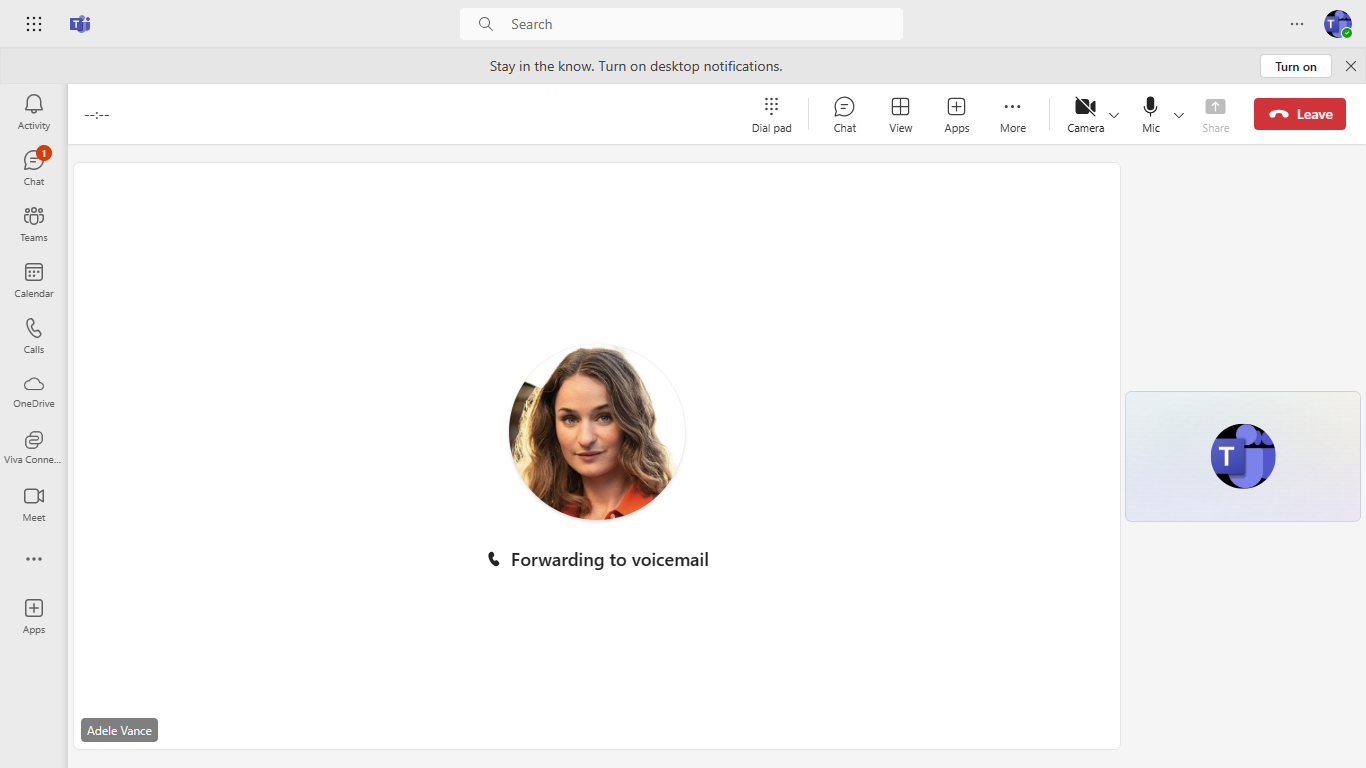 Search
Stay in the know. Turn on desktop notifications.
Turn on
--:--
Dial pad
Chat
View
Apps
More
Camera
Mic
Share
Leave
Activity
1
Chat
Teams
Calendar
Calls
OneDrive
Viva Conne...
Meet
Apps
Forwarding to voicemail
Adele Vance
T